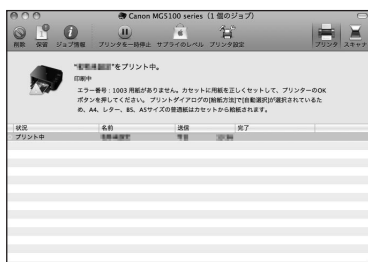 Canon MG5100 series (1 個のジョブ)
削除 保留 ジョブ情報 プリンタを一時停止 サプライのレベル プリンタ設定 プリンタ スキャナ
"をプリント中。
印刷中
エラー番号 : 1003 用紙がありません。カセットに用紙を正しくセットして、プリンターのOK
ボタンを押してください。 プリントダイアログの[給紙方法]で[自動選択]が選択されているた
め、A4、レター、B5、A5サイズの普通紙はカセットから給紙されます。
状況 名前 送信 完了
プリント中